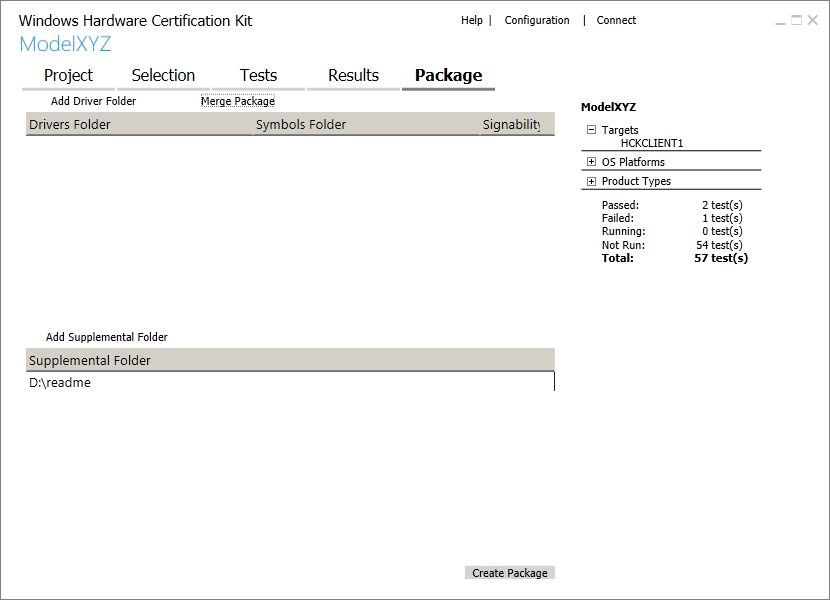 Windows Hardware Certification Kit
Help | Configuration | Connect
ModelXYZ
Project Selection Tests Results Package
Add Driver Folder Merge Package
Drivers Folder Symbols Folder Signability
Add Supplemental Folder
Supplemental Folder
D:\readme
Create Package
ModelXYZ
Targets
HCKCLIENT1
OS Platforms
Product Types
Passed: 2 test(s)
Failed: 1 test(s)
Running: 0 test(s)
Not Run: 54 test(s)
Total: 57 test(s)